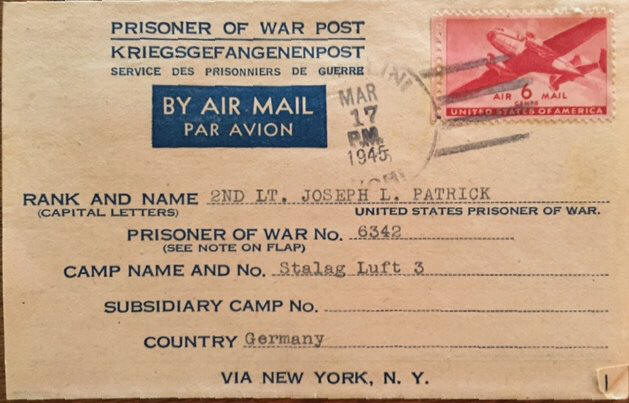 PRISONER OF WAR POST
KRIEGSGEFANGENENPOST
SERVICE DES PRISONNIERS DE GUERRE
BY AIR MAIL
PAR AVION
MAR
17
P.M.
1945
AIR 6 MAIL
CENTS
UNITED STATES OF AMERICA
RANK AND NAME 2ND LT. JOSEPH L. PATRICK
(CAPITAL LETTERS) UNITED STATES PRISONER OF WAR.
PRISONER OF WAR No. 6342
(SEE NOTE ON FLAP)
CAMP NAME AND No. Stalag Luft 3
SUBSIDIARY CAMP No.
COUNTRY Germany
VIA NEW YORK, N. Y.
1